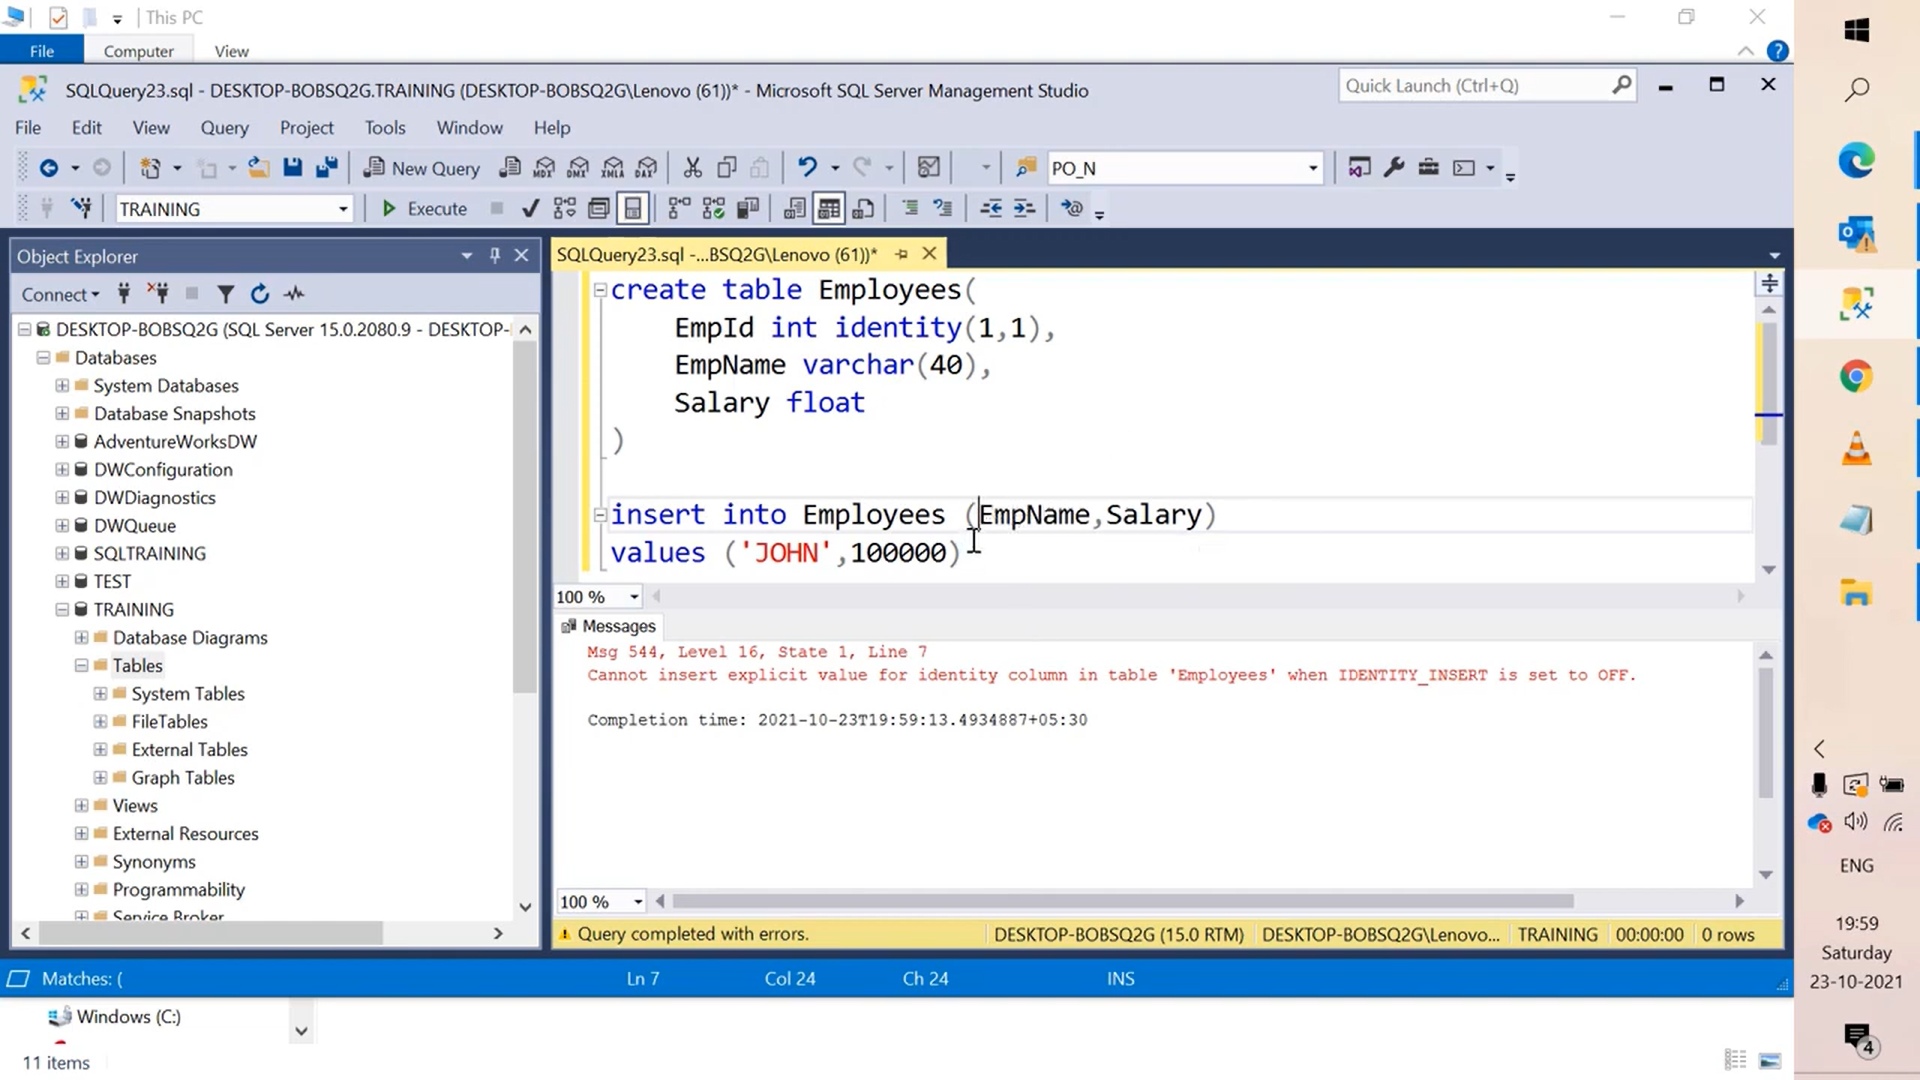 This PC
File Computer View
SQLQuery23.sql - DESKTOP-BOBSQ2G.TRAINING (DESKTOP-BOBSQ2G\Lenovo (61))* - Microsoft SQL Server Management Studio
Quick Launch (Ctrl+Q)
File Edit View Query Project Tools Window Help
New Query MDX DMX XMLA DAX PO_N
TRAINING Execute
Object Explorer
SQLQuery23.sql -...BSQ2G\Lenovo (61))*
Connect
DESKTOP-BOBSQ2G (SQL Server 15.0.2080.9 - DESKTOP-
Databases
System Databases
Database Snapshots
AdventureWorksDW
DWConfiguration
DWDiagnostics
DWQueue
SQLTRAINING
TEST
TRAINING
Database Diagrams
Tables
System Tables
FileTables
External Tables
Graph Tables
Views
External Resources
Synonyms
Programmability
Service Broker
create table Employees(
EmpId int identity(1,1),
EmpName varchar(40),
Salary float
)
insert into Employees (EmpName,Salary)
values ('JOHN',100000)
100 %
Messages
Msg 544, Level 16, State 1, Line 7
Cannot insert explicit value for identity column in table 'Employees' when IDENTITY_INSERT is set to OFF.
Completion time: 2021-10-23T19:59:13.4934887+05:30
100 %
Query completed with errors. DESKTOP-BOBSQ2G (15.0 RTM) DESKTOP-BOBSQ2G\Lenovo... TRAINING 00:00:00 0 rows
Matches: ( Ln 7 Col 24 Ch 24 INS
Windows (C:)
11 items
ENG
19:59
Saturday
23-10-2021
4